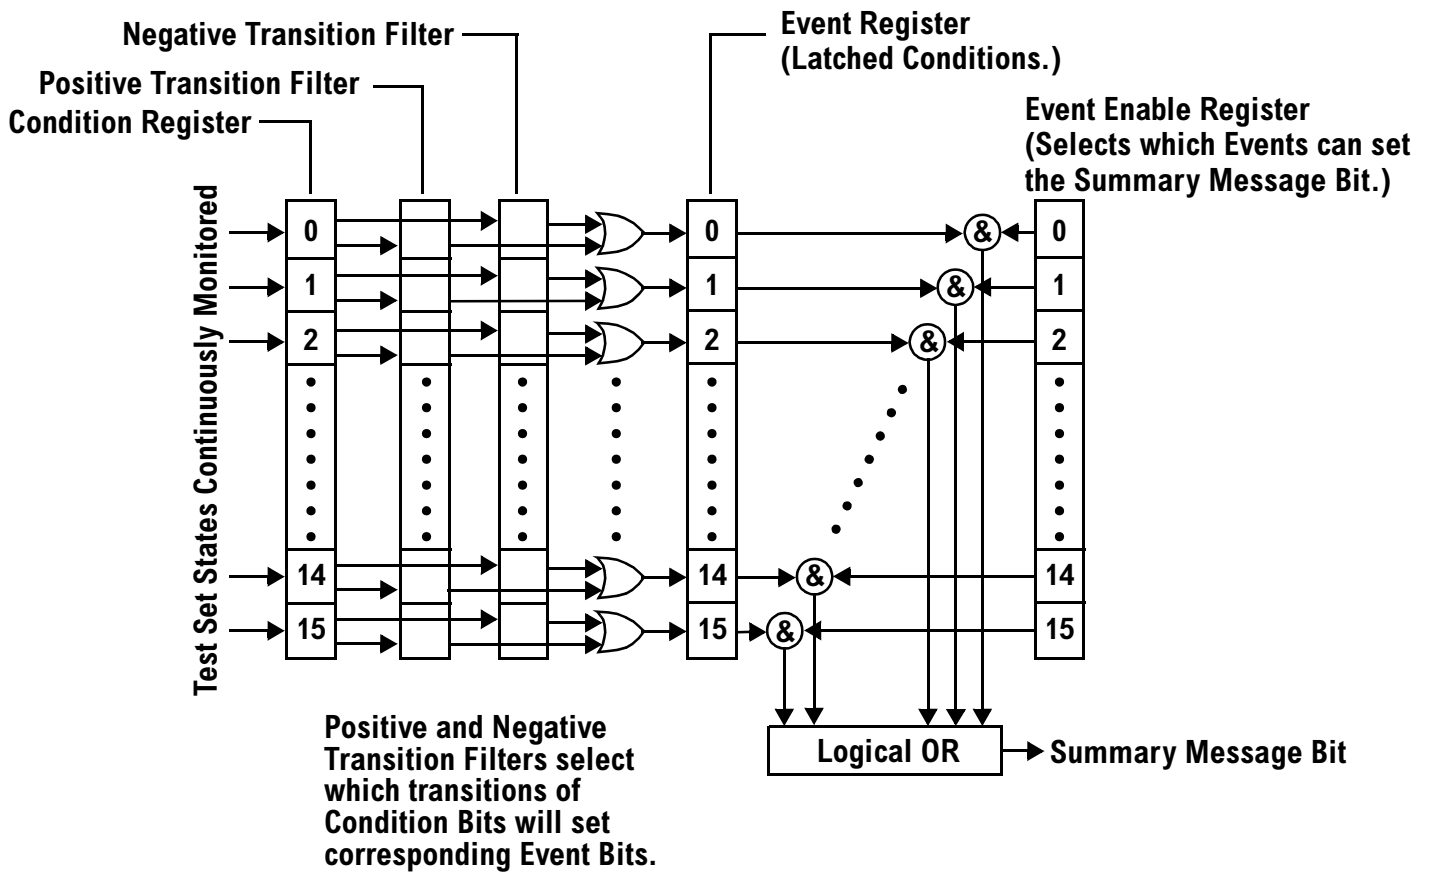 Negative Transition Filter
Positive Transition Filter
Condition Register
Event Register
(Latched Conditions.)
Event Enable Register
(Selects which Events can set
the Summary Message Bit.)
Test Set States Continuously Monitored
0
1
2
14
15
0
1
2
14
15
&
&
&
&
&
0
1
2
14
15
Positive and Negative
Transition Filters select
which transitions of
Condition Bits will set
corresponding Event Bits.
Logical OR
Summary Message Bit